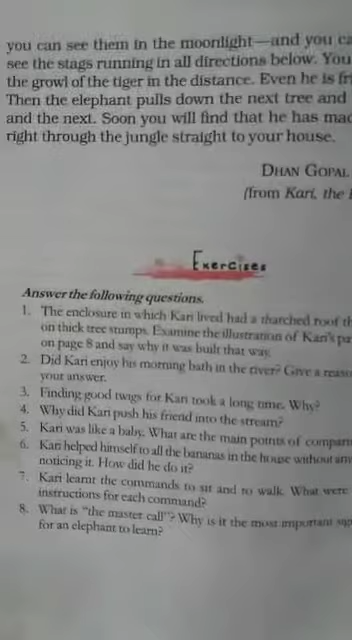 you can see them in the moonlight—and you
see the stags running in all directions below. You
the growl of the tiger in the distance. Even he is
Then the elephant pulls down the next tree and
and the next. Soon you will find that he has
right through the jungle straight to your house.
DHAN GOPAL
(from Kari, the
Exercises
Answer the following questions.
1. The enclosure in which Kari lived had a thatched roof
on thick tree stumps. Examine the illustration of Kari's
on page 8 and say why it was built that way.
2. Did Kari enjoy his morning bath in the river? Give a
your answer.
3. Finding good twigs for Kari took a long time. Why?
4. Why did Kari push his friend into the stream?
5. Kari was like a baby. What are the main points of
6. Kari helped himself to all the bananas in the house without
noticing it. How did he do it?
7. Kari learnt the commands to sit and to walk. What were
instructions for each command?
8. What is "the master call"? Why is it the most important
for an elephant to learn?